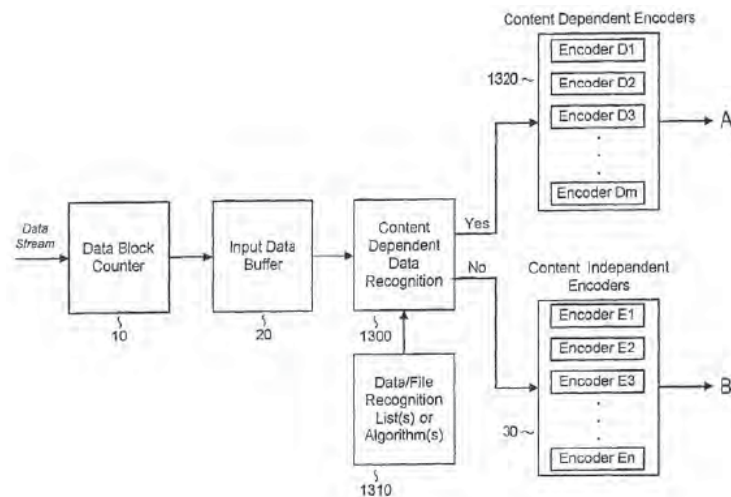 Content Dependent Encoders
Encoder D1
1320
Encoder D2
Encoder D3
Encoder Dm
A
Data
Stream
Data Block
Counter
10
Input Data
Buffer
20
Content
Dependent
Data
Recognition
1300
Yes
No
Data/File
Recognition
List(s) or
Algorithm(s)
1310
Content Independent
Encoders
Encoder E1
Encoder E2
Encoder E3
30
Encoder En
B